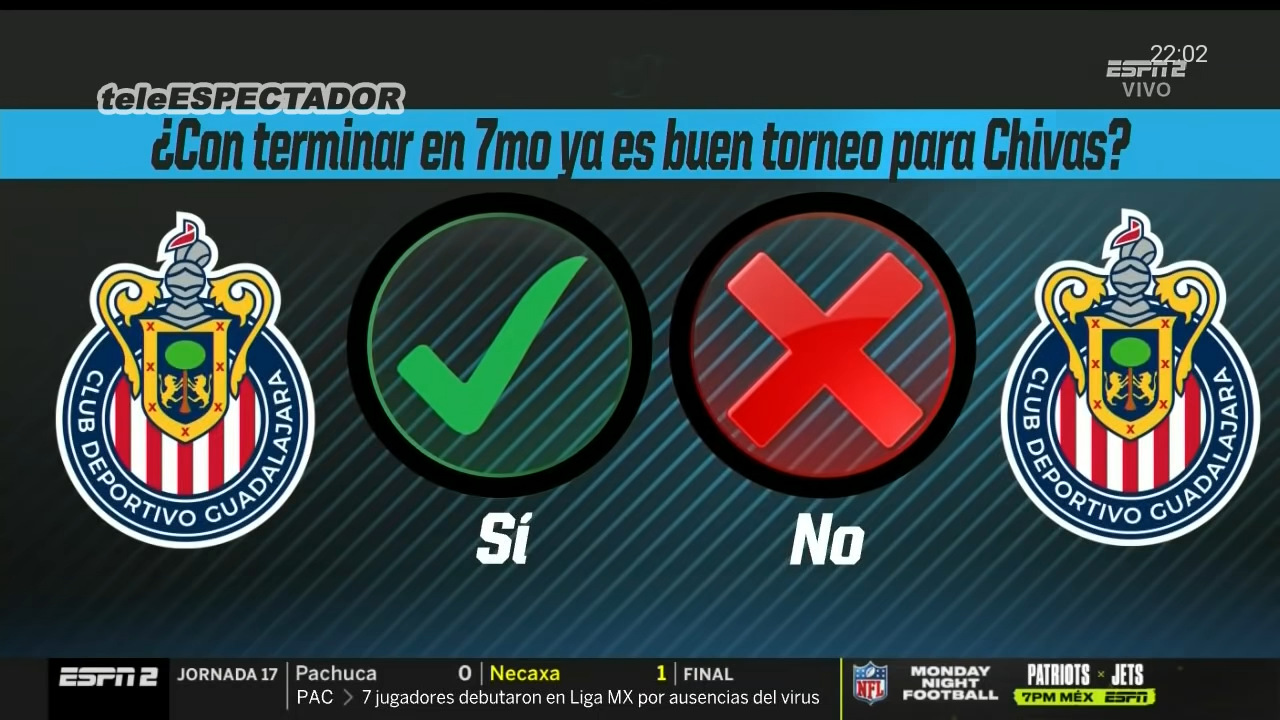 22:02
ESPN2
VIVO
teleESPECTADOR
¿Con terminar en 7mo ya es buen torneo para Chivas?
CLUB DEPORTIVO GUADALAJARA
CLUB DEPORTIVO GUADALAJARA
Sí
No
ESPN2
JORNADA 17
Pachuca 0
Necaxa 1
FINAL
PAC > 7 jugadores debutaron en Liga MX por ausencias del virus
NFL
MONDAY
NIGHT
FOOTBALL
PATRIOTS × JETS
7PM MÉX ESPN